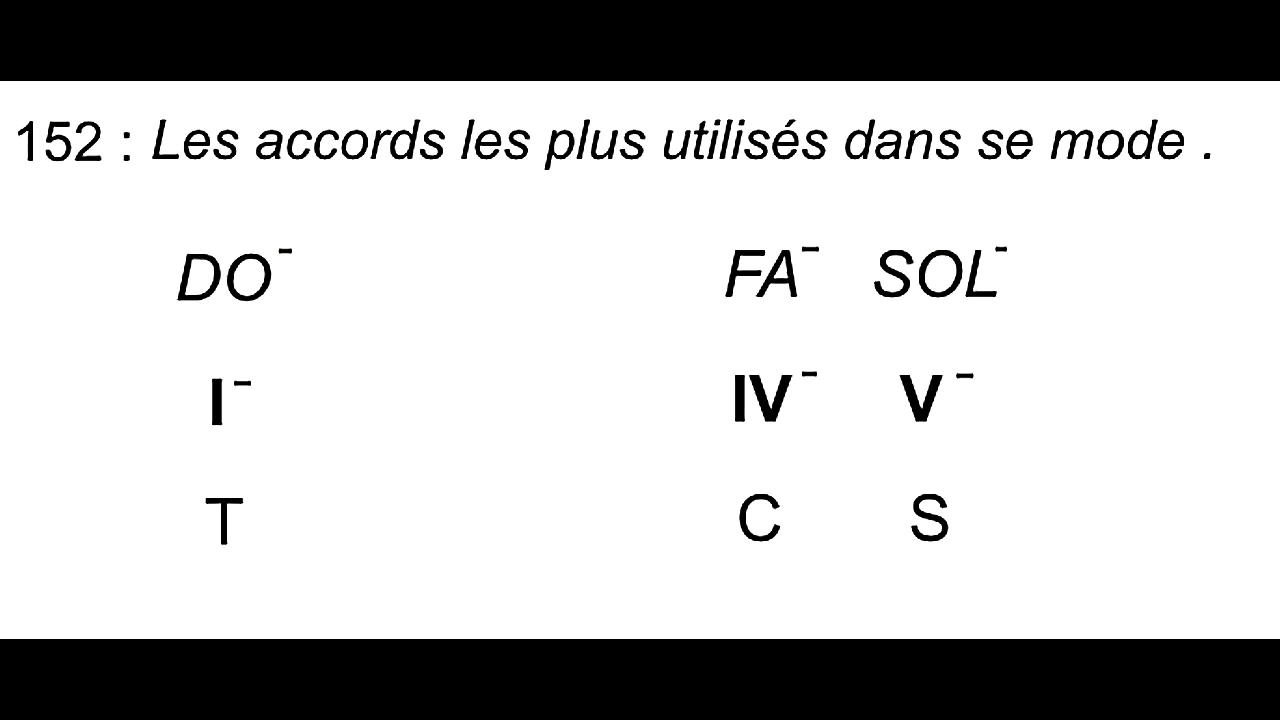 152 : Les accords les plus utilisés dans se mode .
DO⁻ FA⁻ SOL⁻
I⁻ IV⁻ V⁻
T C S